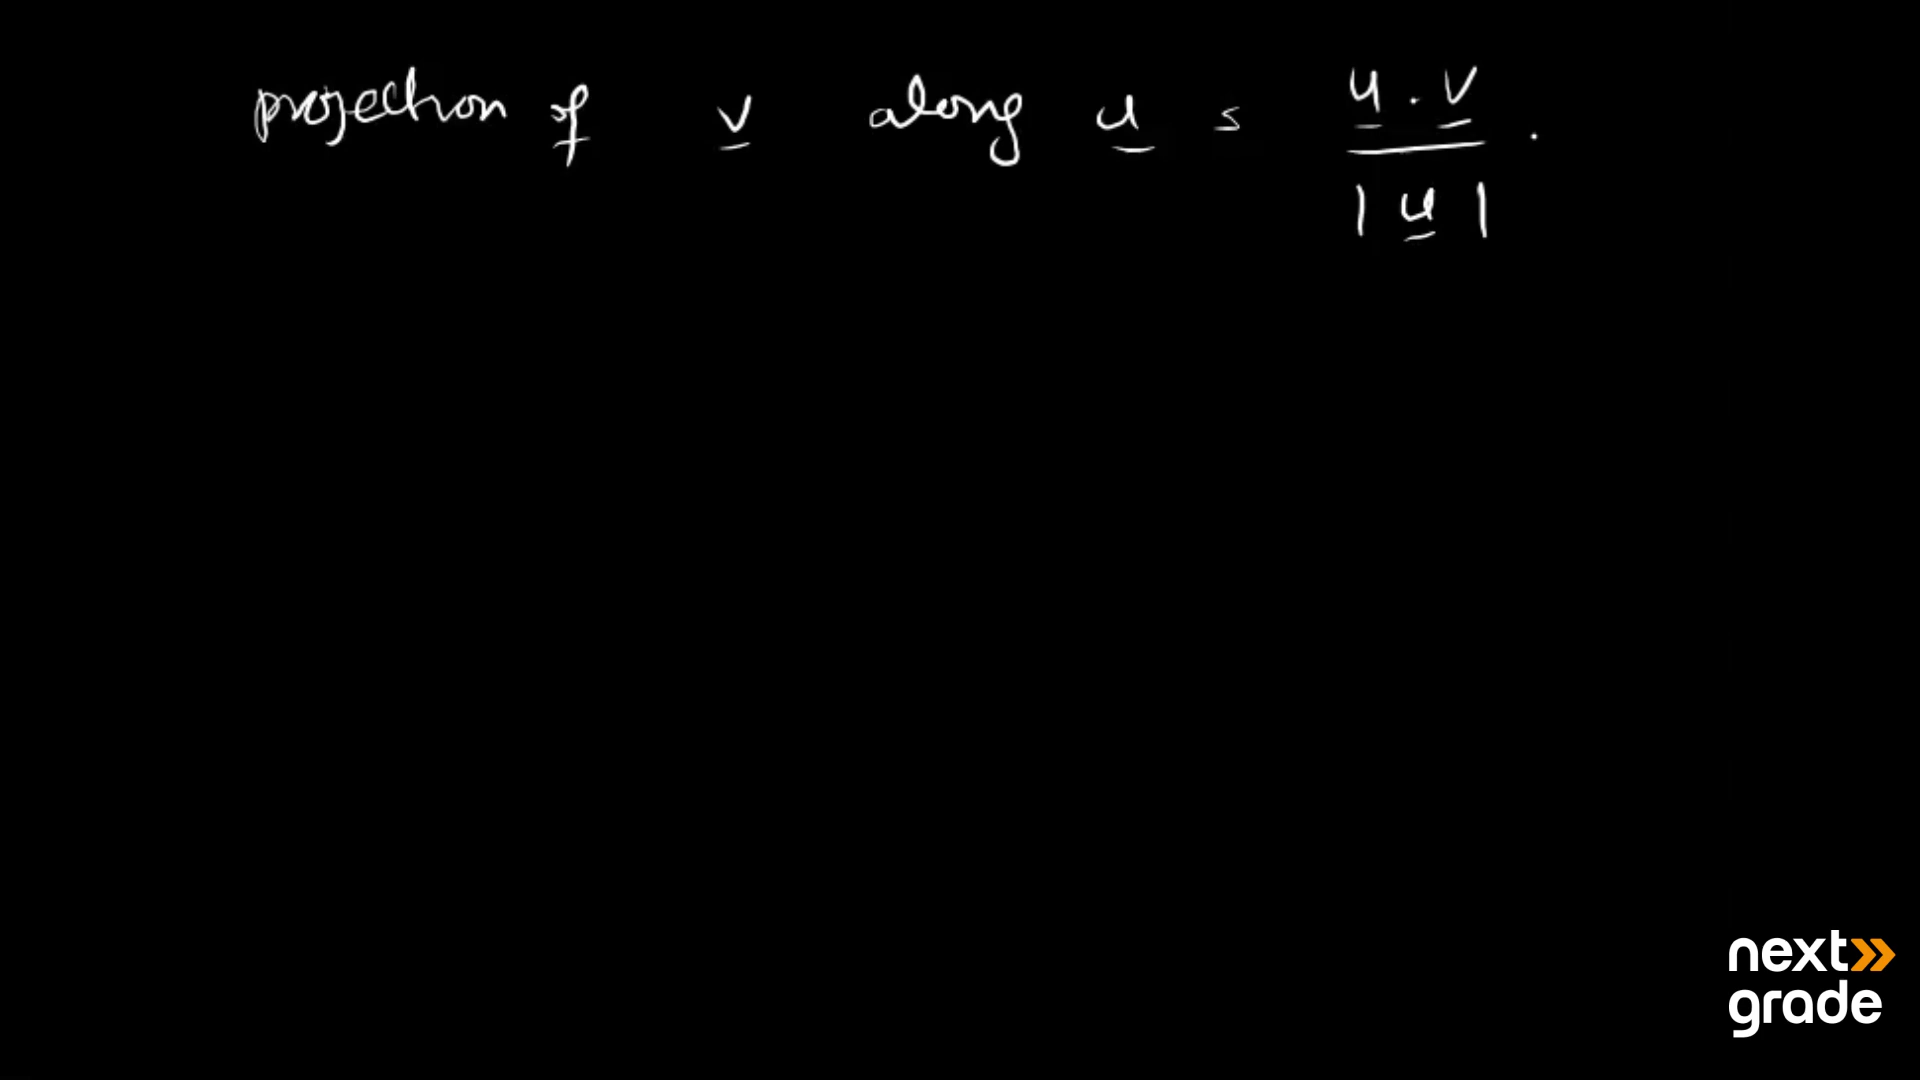 projection of v along u = u . v / |u| .
next
grade